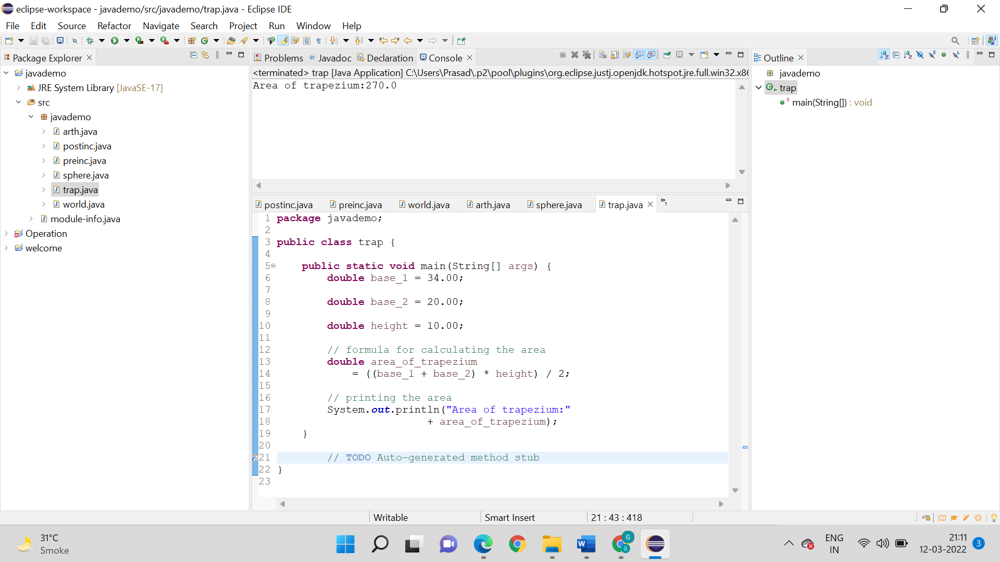 eclipse-workspace - javademo/src/javademo/trap.java - Eclipse IDE
File Edit Source Refactor Navigate Search Project Run Window Help
Package Explorer
javademo
JRE System Library [JavaSE-17]
src
javademo
arth.java
postinc.java
preinc.java
sphere.java
trap.java
world.java
module-info.java
Operation
welcome
Problems @ Javadoc Declaration Console
<terminated> trap [Java Application] C:\Users\Prasad\.p2\pool\plugins\org.eclipse.justj.openjdk.hotspot.jre.full.win32.x86
Area of trapezium:270.0
postinc.java preinc.java world.java arth.java sphere.java trap.java »1
1 package javademo;
2
3 public class trap {
4
5 public static void main(String[] args) {
6 double base_1 = 34.00;
7
8 double base_2 = 20.00;
9
10 double height = 10.00;
11
12 // formula for calculating the area
13 double area_of_trapezium
14 = ((base_1 + base_2) * height) / 2;
15
16 // printing the area
17 System.out.println("Area of trapezium:"
18 + area_of_trapezium);
19 }
20
21 // TODO Auto-generated method stub
22 }
23
Outline
javademo
trap
main(String[]) : void
Writable Smart Insert 21 : 43 : 418
31°C
Smoke
ENG
IN
21:11
12-03-2022
3